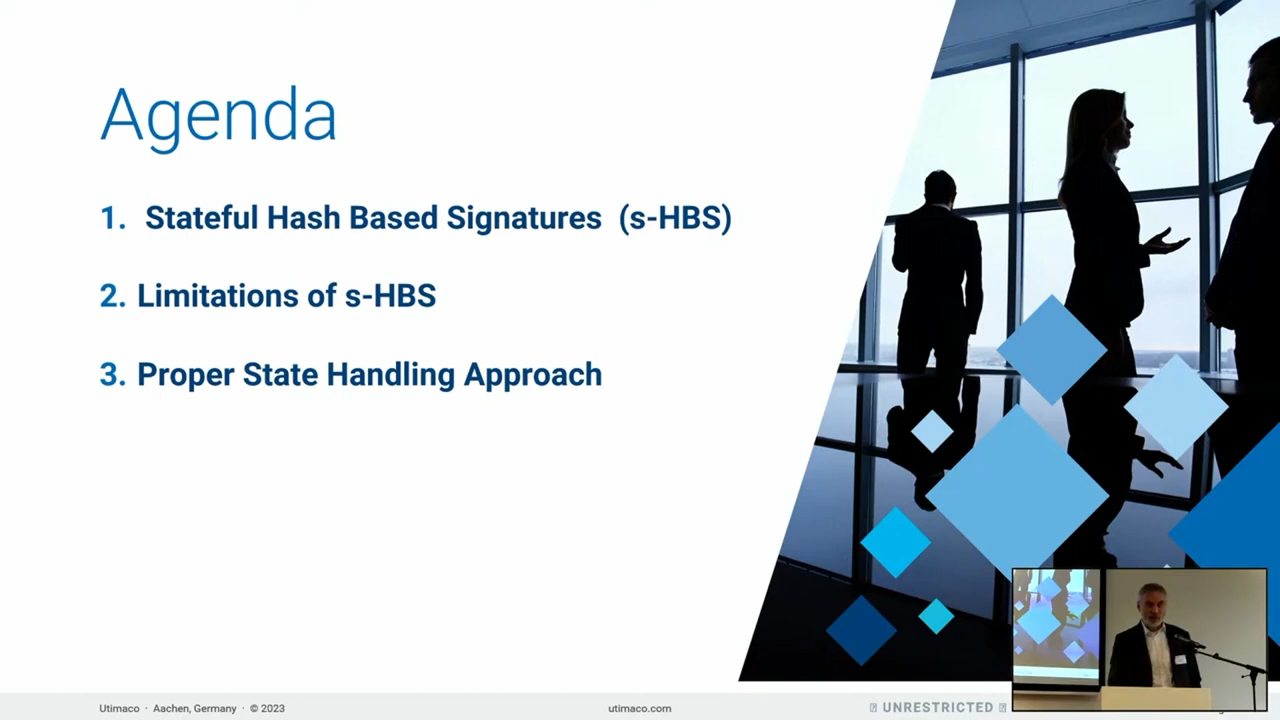 Agenda
1. Stateful Hash Based Signatures (s-HBS)
2. Limitations of s-HBS
3. Proper State Handling Approach
Utimaco · Aachen, Germany · © 2023
utimaco.com
UNRESTRICTED